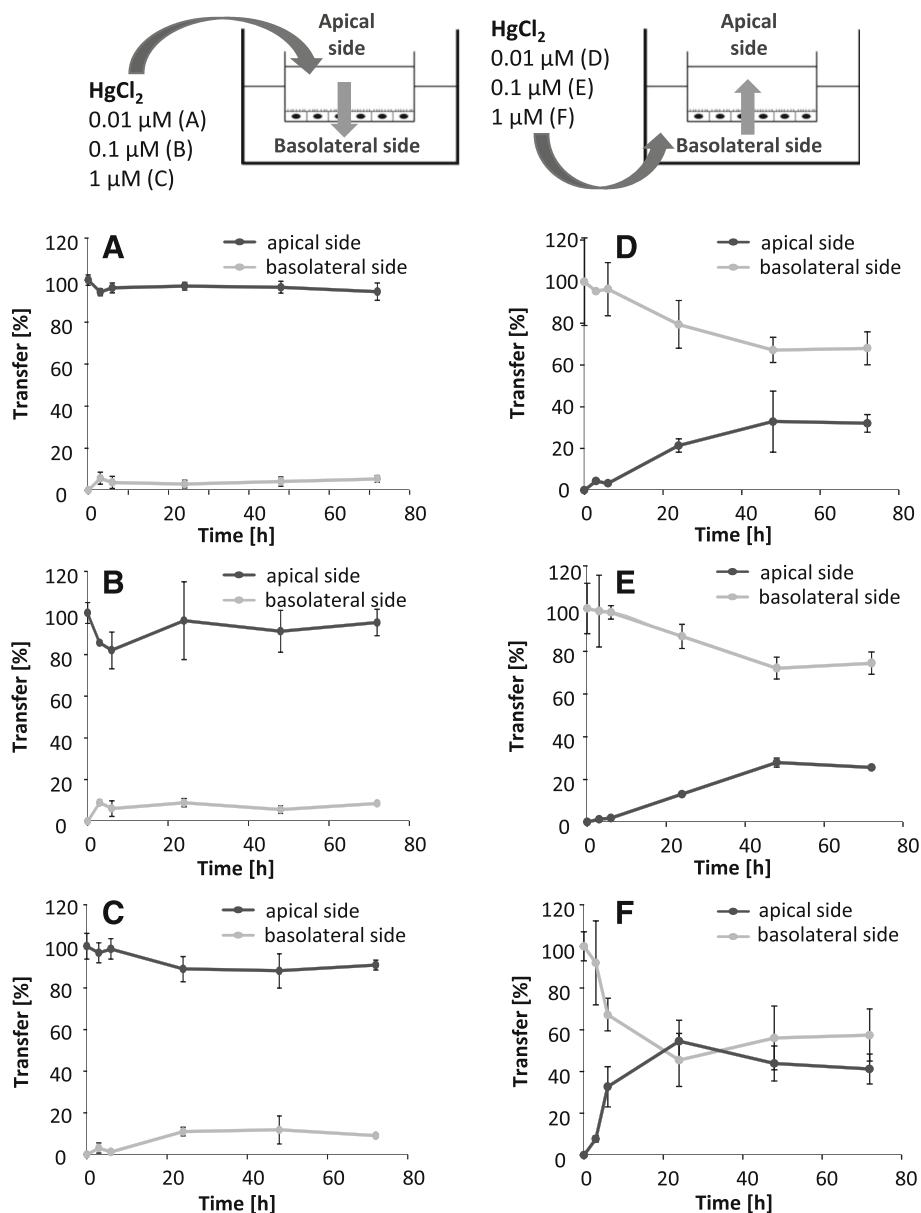 HgCl2
0.01 µM (A)
0.1 µM (B)
1 µM (C)
Apical
side
Basolateral side
HgCl2
0.01 µM (D)
0.1 µM (E)
1 µM (F)
Apical
side
Basolateral side
A
apical side
basolateral side
Transfer [%]
120
100
80
60
40
20
0
0 20 40 60 80
Time [h]
D
apical side
basolateral side
Transfer [%]
120
100
80
60
40
20
0
0 20 40 60 80
Time [h]
B
apical side
basolateral side
Transfer [%]
120
100
80
60
40
20
0
0 20 40 60 80
Time [h]
E
apical side
basolateral side
Transfer [%]
120
100
80
60
40
20
0
0 20 40 60 80
Time [h]
C
apical side
basolateral side
Transfer [%]
120
100
80
60
40
20
0
0 20 40 60 80
Time [h]
F
apical side
basolateral side
Transfer [%]
120
100
80
60
40
20
0
0 20 40 60 80
Time [h]